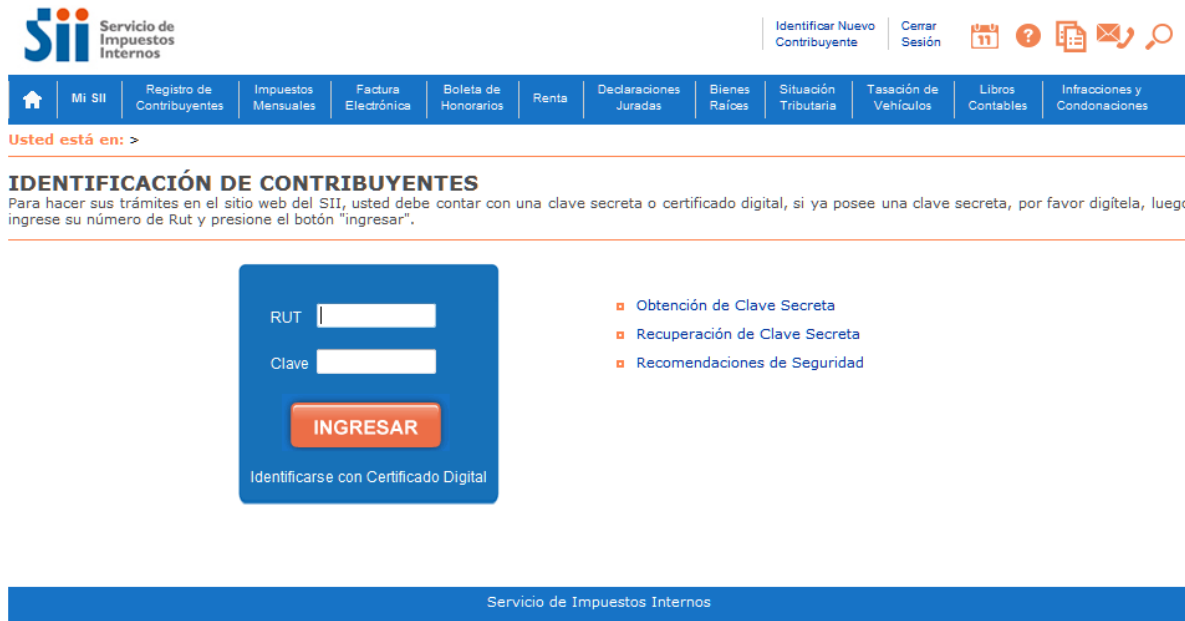 Sii Servicio de
Impuestos
Internos
Identificar Nuevo
Contribuyente
Cerrar
Sesión
11
?
Mi SII
Registro de
Contribuyentes
Impuestos
Mensuales
Factura
Electrónica
Boleta de
Honorarios
Renta
Declaraciones
Juradas
Bienes
Raíces
Situación
Tributaria
Tasación de
Vehículos
Libros
Contables
Infracciones y
Condonaciones
Usted está en: >
IDENTIFICACIÓN DE CONTRIBUYENTES
Para hacer sus trámites en el sitio web del SII, usted debe contar con una clave secreta o certificado digital, si ya posee una clave secreta, por favor digítela, luego
ingrese su número de Rut y presione el botón "ingresar".
RUT
Clave
INGRESAR
Identificarse con Certificado Digital
Obtención de Clave Secreta
Recuperación de Clave Secreta
Recomendaciones de Seguridad
Servicio de Impuestos Internos